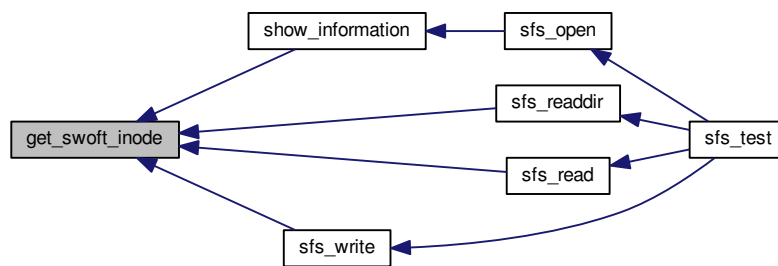 show_information
sfs_open
sfs_readdir
get_swoft_inode
sfs_test
sfs_read
sfs_write